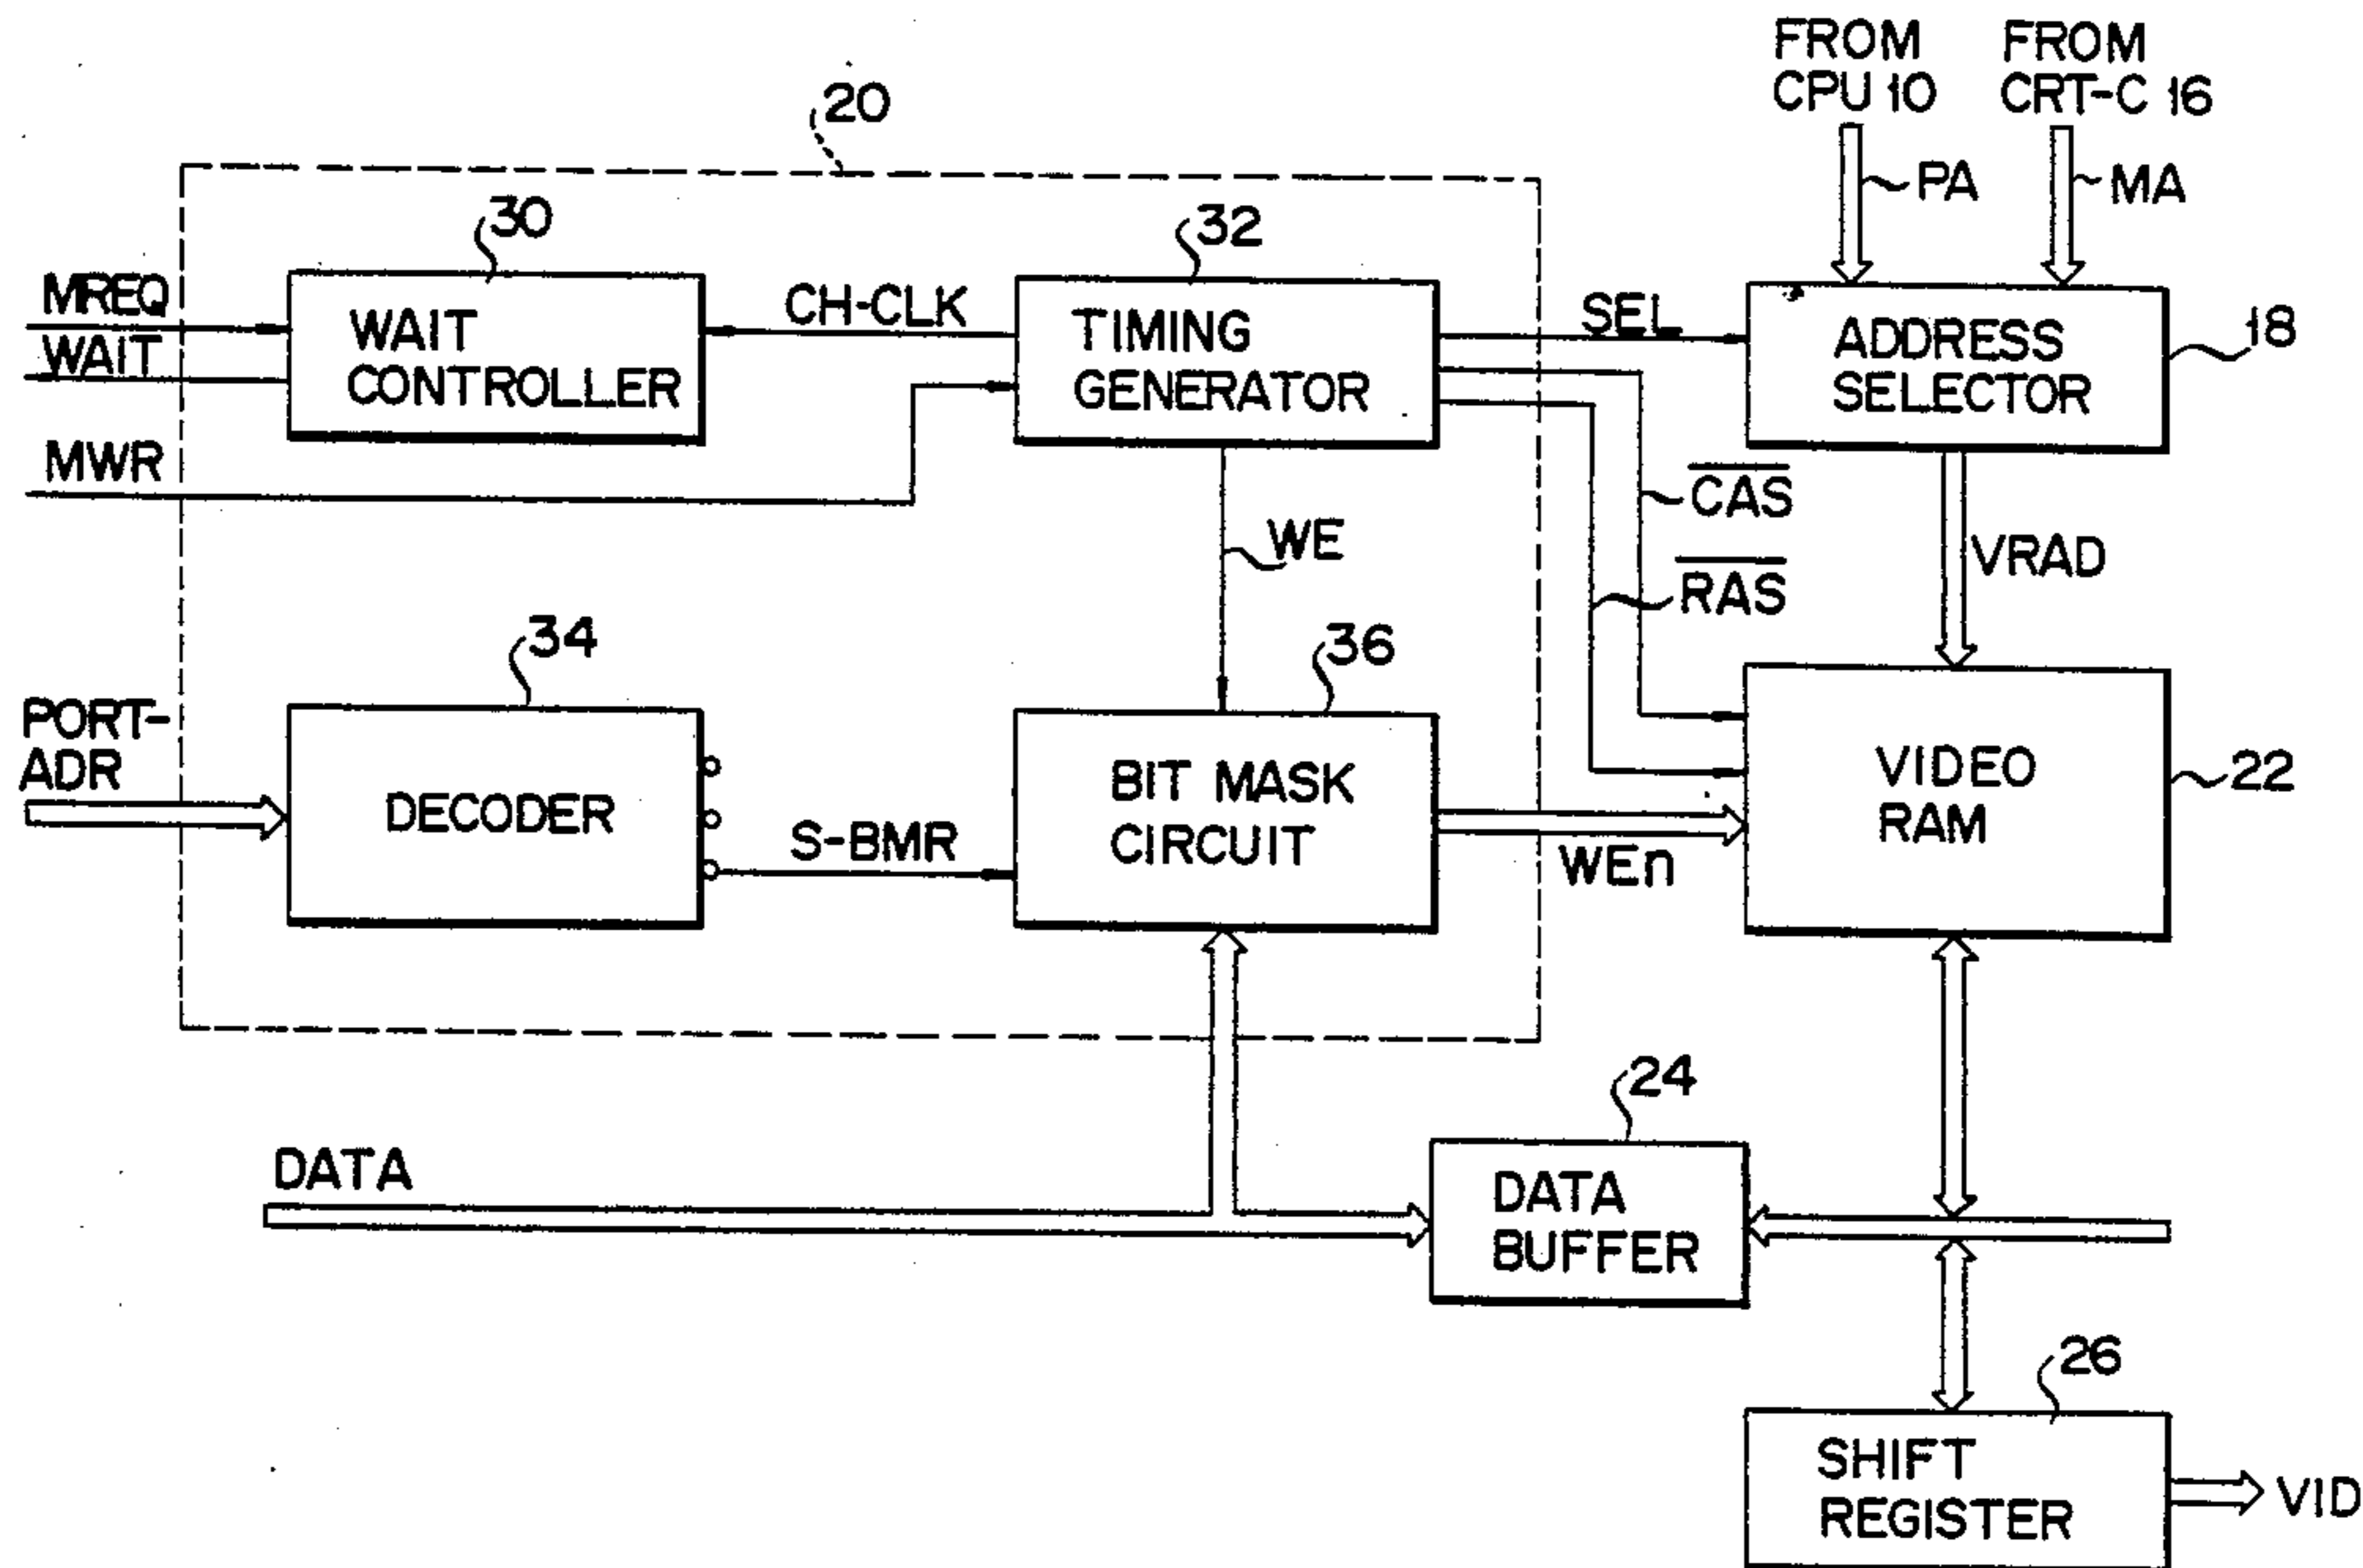 FROM CPU 10
FROM CRT-C 16
20
PA
MA
30
32
MREQ
WAIT
WAIT CONTROLLER
CH-CLK
TIMING GENERATOR
SEL
ADDRESS SELECTOR
18
MWR
CAS
WE
VRAD
RAS
34
36
PORT-ADR
DECODER
S-BMR
BIT MASK CIRCUIT
WEn
VIDEO RAM
22
24
DATA
DATA BUFFER
26
SHIFT REGISTER
VID